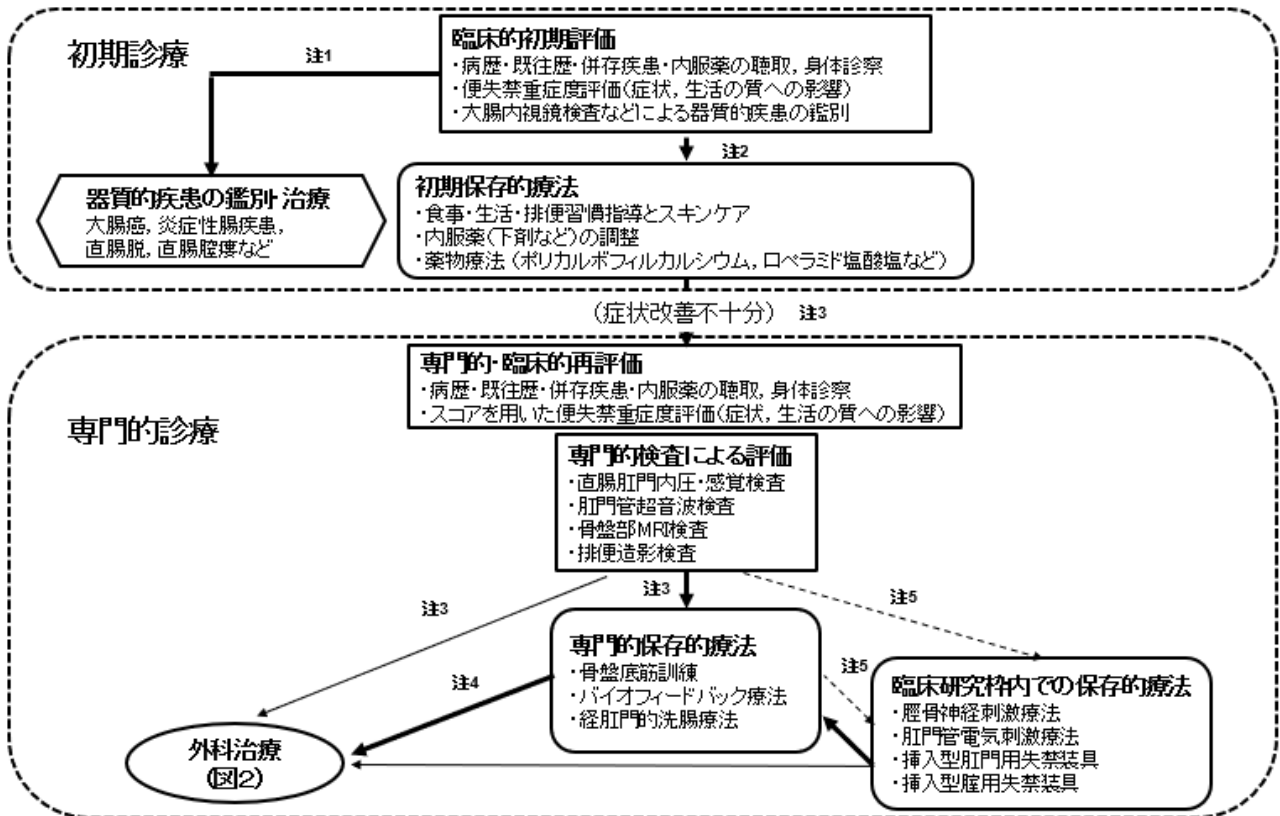 初期診療
注1
臨床的初期評価
・病歴・既往歴・併存疾患・内服薬の聴取, 身体診察
・便失禁重症度評価(症状, 生活の質への影響)
・大腸内視鏡検査などによる器質的疾患の鑑別
注2
器質的疾患の鑑別・治療
大腸癌, 炎症性腸疾患,
直腸脱, 直腸腟瘻など
初期保存的療法
・食事・生活・排便習慣指導とスキンケア
・内服薬(下剤など)の調整
・薬物療法 (ポリカルボフィルカルシウム, ロペラミド塩酸塩など)
(症状改善不十分) 注3
専門的診療
専門的・臨床的再評価
・病歴・既往歴・併存疾患・内服薬の聴取, 身体診察
・スコアを用いた便失禁重症度評価(症状, 生活の質への影響)
専門的検査による評価
・直腸肛門内圧・感覚検査
・肛門管超音波検査
・骨盤部MRI検査
・排便造影検査
注3
注3
注5
専門的保存的療法
・骨盤底筋訓練
・バイオフィードバック療法
・経肛門的洗腸療法
注4
注5
臨床研究枠内での保存的療法
・脛骨神経刺激療法
・肛門管電気刺激療法
・挿入型肛門用失禁装具
・挿入型腟用失禁装具
外科治療
(図2)